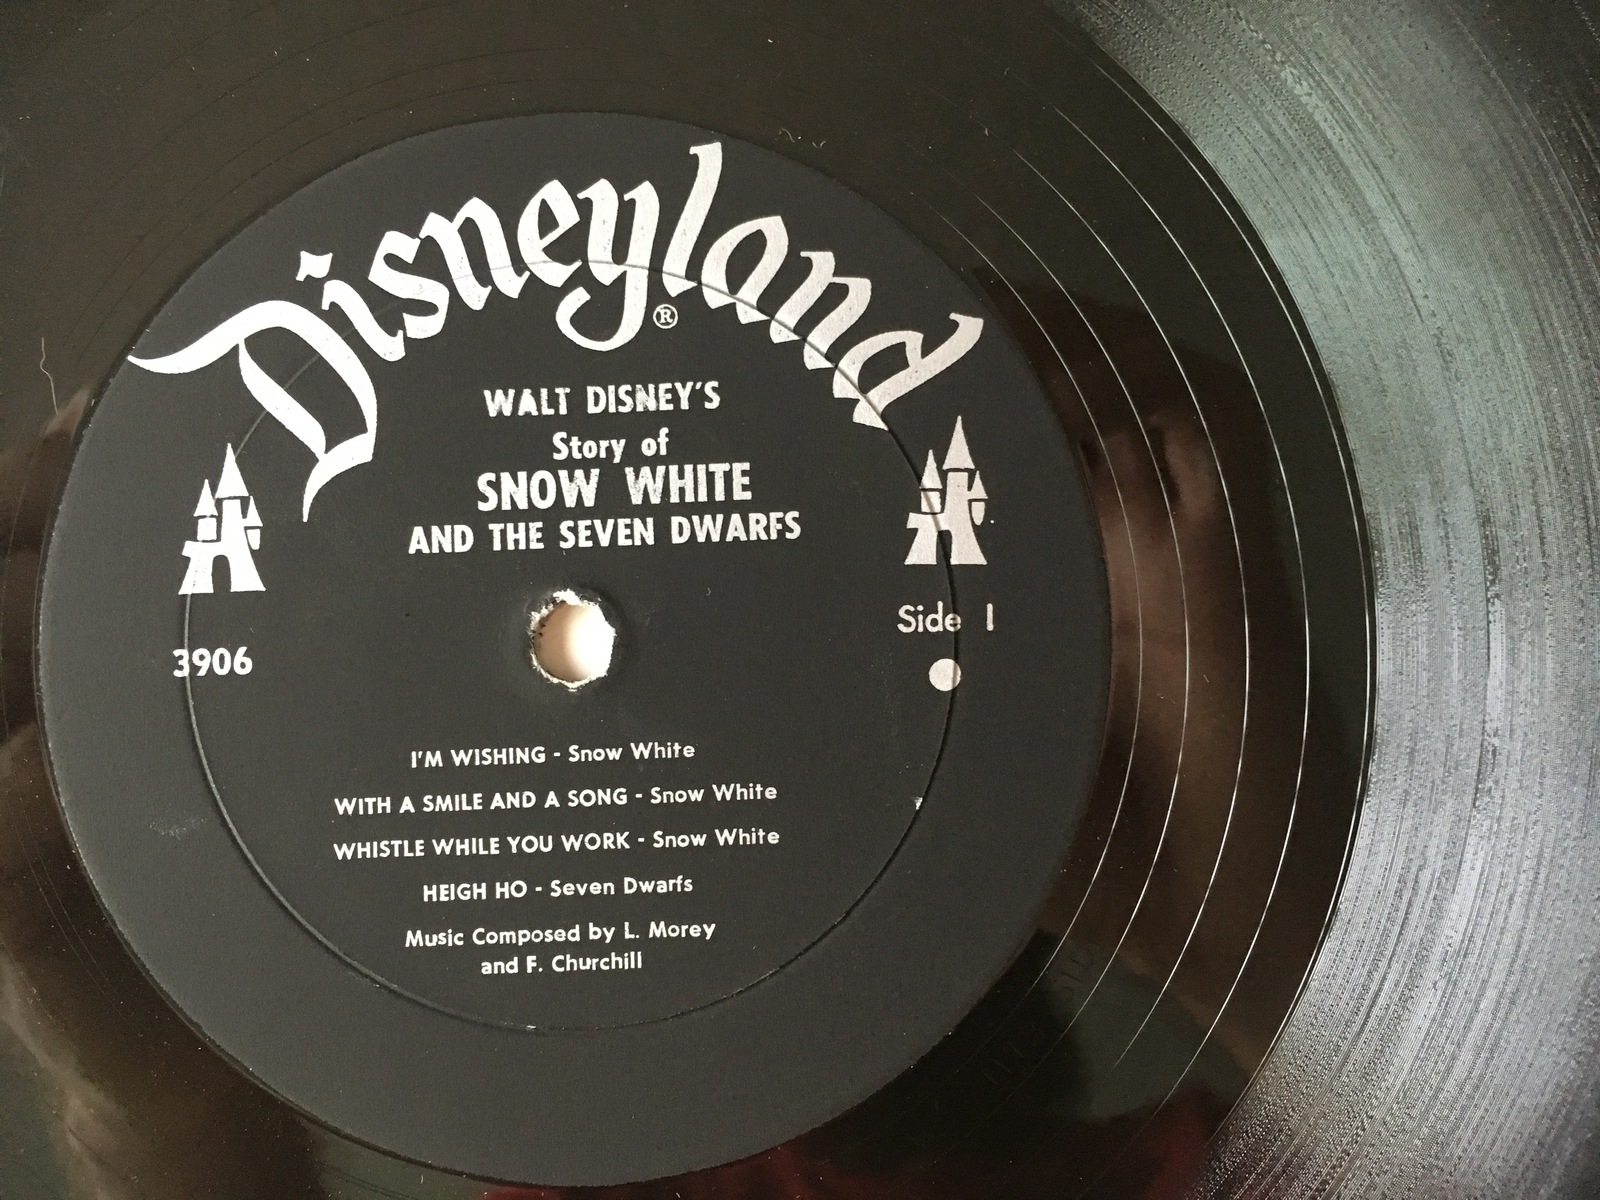 Disneyland
®
WALT DISNEY'S
Story of
SNOW WHITE
AND THE SEVEN DWARFS
Side 1
3906
I'M WISHING - Snow White
WITH A SMILE AND A SONG - Snow White
WHISTLE WHILE YOU WORK - Snow White
HEIGH HO - Seven Dwarfs
Music Composed by L. Morey
and F. Churchill